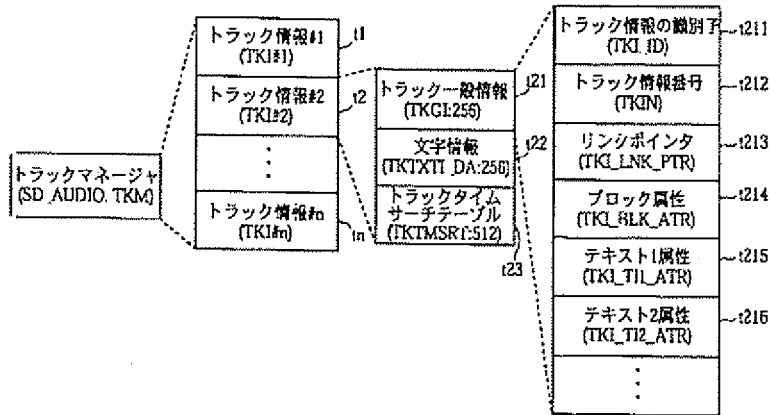 トラックマネージャ
(SD_AUDIO. TKM)
トラック情報#1
(TKI#1)
t1
トラック情報#2
(TKI#2)
t2
トラック情報#n
(TKI#n)
tn
トラック一般情報
(TKGI:256)
t21
文字情報
(TKTXTI_DA:256)
t22
トラックタイム
サーチテーブル
(TKTMSRT:512)
t23
トラック情報の識別子
(TKI_ID)
t211
トラック情報番号
(TKIN)
t212
リンクポインタ
(TKI_LNK_PTR)
t213
ブロック属性
(TKI_BLK_ATR)
t214
テキスト1属性
(TKI_TI1_ATR)
t215
テキスト2属性
(TKI_TI2_ATR)
t216